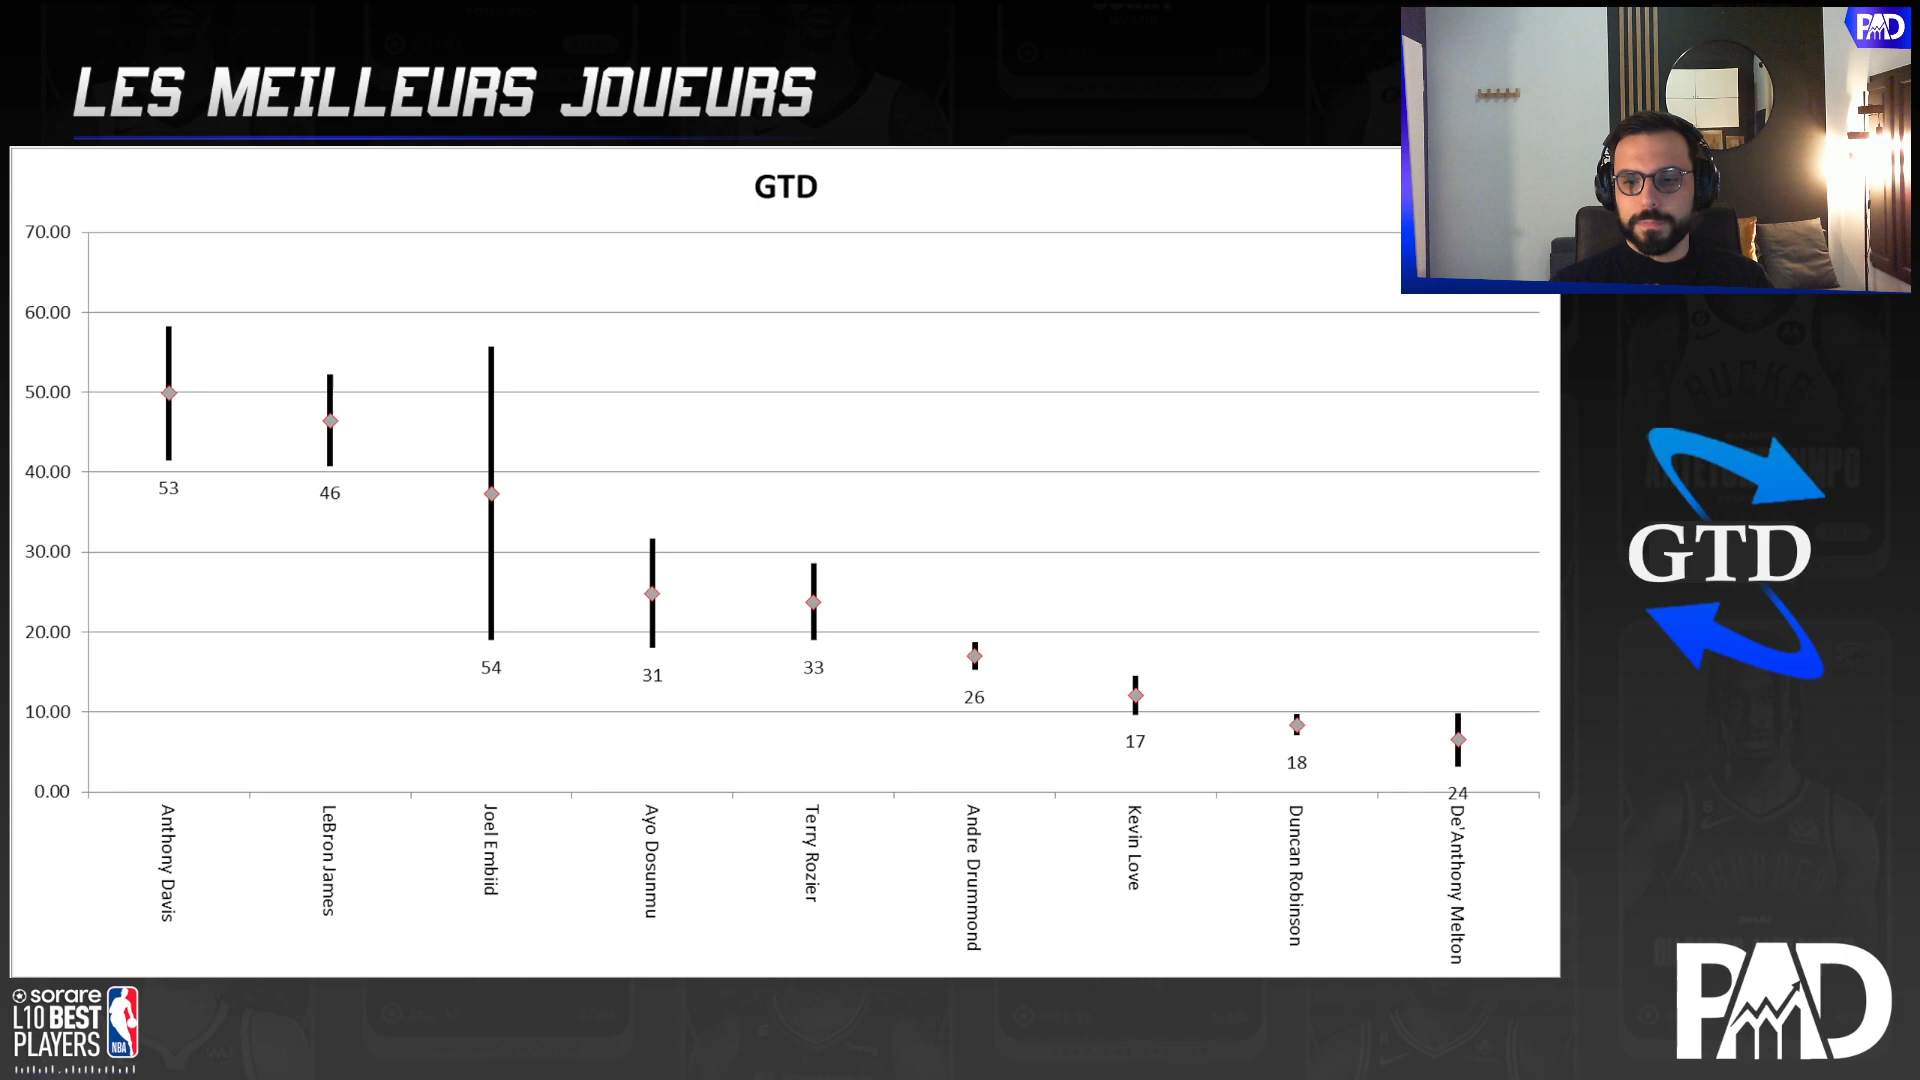 LES MEILLEURS JOUEURS
PAD
GTD
70.00
60.00
50.00
40.00
30.00
20.00
10.00
0.00
53
46
54
31
33
26
17
18
24
Anthony Davis
LeBron James
Joel Embiid
Ayo Dosunmu
Terry Rozier
Andre Drummond
Kevin Love
Duncan Robinson
De'Anthony Melton
BUCKS
GTD
THUNDER
sorare
L10 BEST
PLAYERS
NBA
PAD